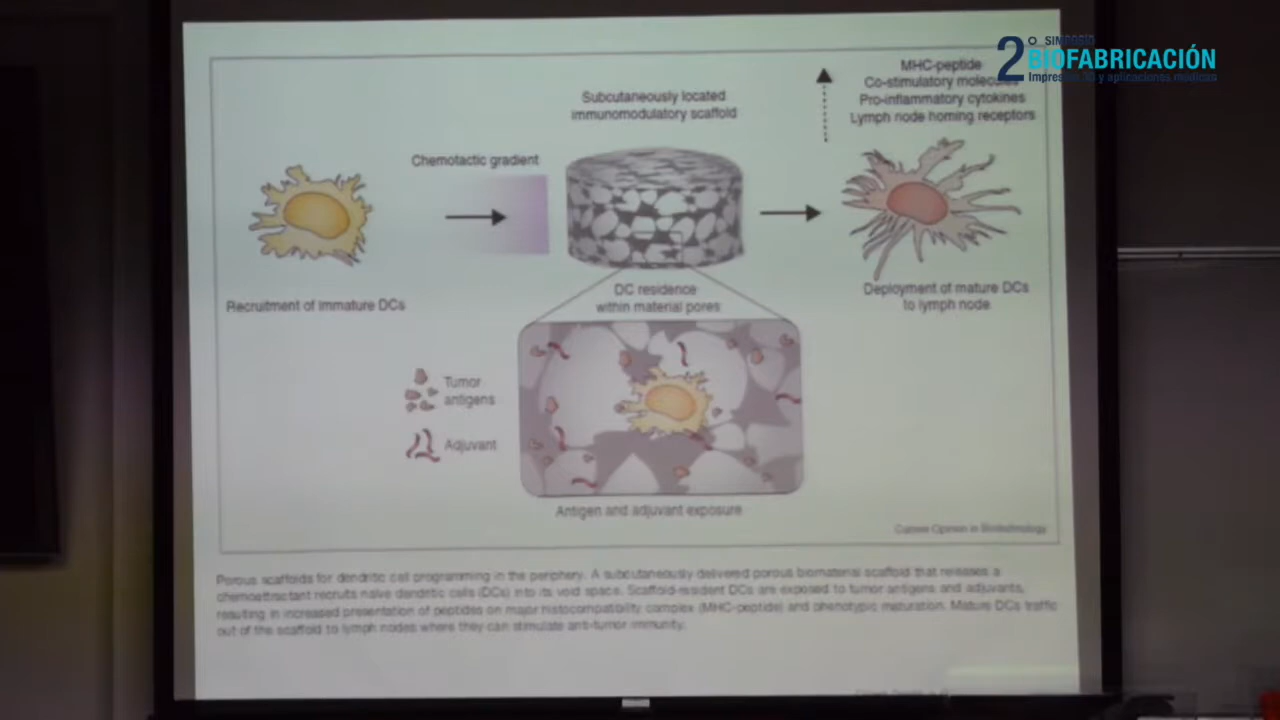 2º SIMPOSIO
BIOFABRICACIÓN
Impresión 3D y aplicaciones médicas
MHC-peptide
Co-stimulatory molecules
Pro-inflammatory cytokines
Lymph node homing receptors
Subcutaneously located
immunomodulatory scaffold
Chemotactic gradient
Recruitment of immature DCs
DC residence
within material pores
Deployment of mature DCs
to lymph node
Tumor
antigens
Adjuvant
Antigen and adjuvant exposure
Current Opinion in Biotechnology
Porous scaffolds for dendritic cell programming in the periphery. A subcutaneously delivered porous biomaterial scaffold that releases a
chemoattractant recruits naïve dendritic cells (DCs) into its void space. Scaffold-resident DCs are exposed to tumor antigens and adjuvants,
resulting in increased presentation of peptides on major histocompatibility complex (MHC-peptide) and phenotypic maturation. Mature DCs traffic
out of the scaffold to lymph nodes where they can stimulate anti-tumor immunity.